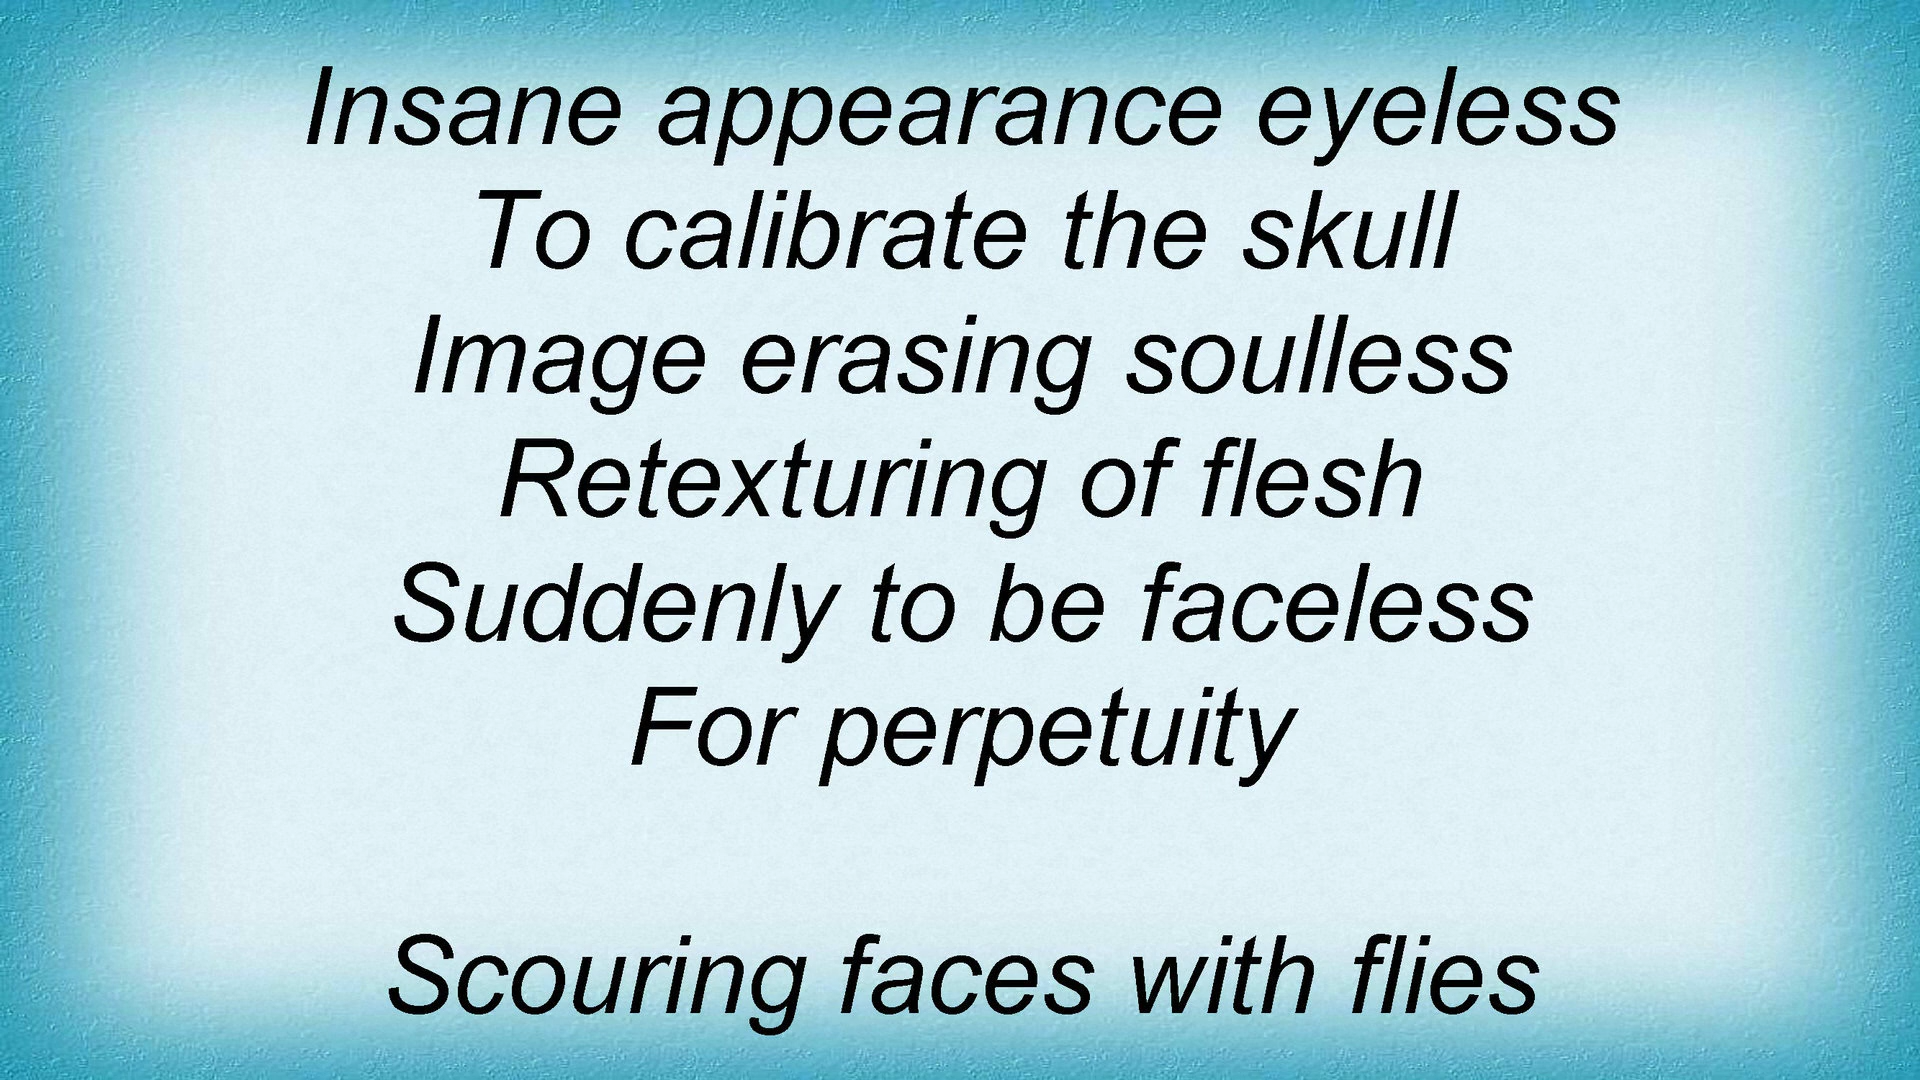 Insane appearance eyeless
To calibrate the skull
Image erasing soulless
Retexturing of flesh
Suddenly to be faceless
For perpetuity
Scouring faces with flies